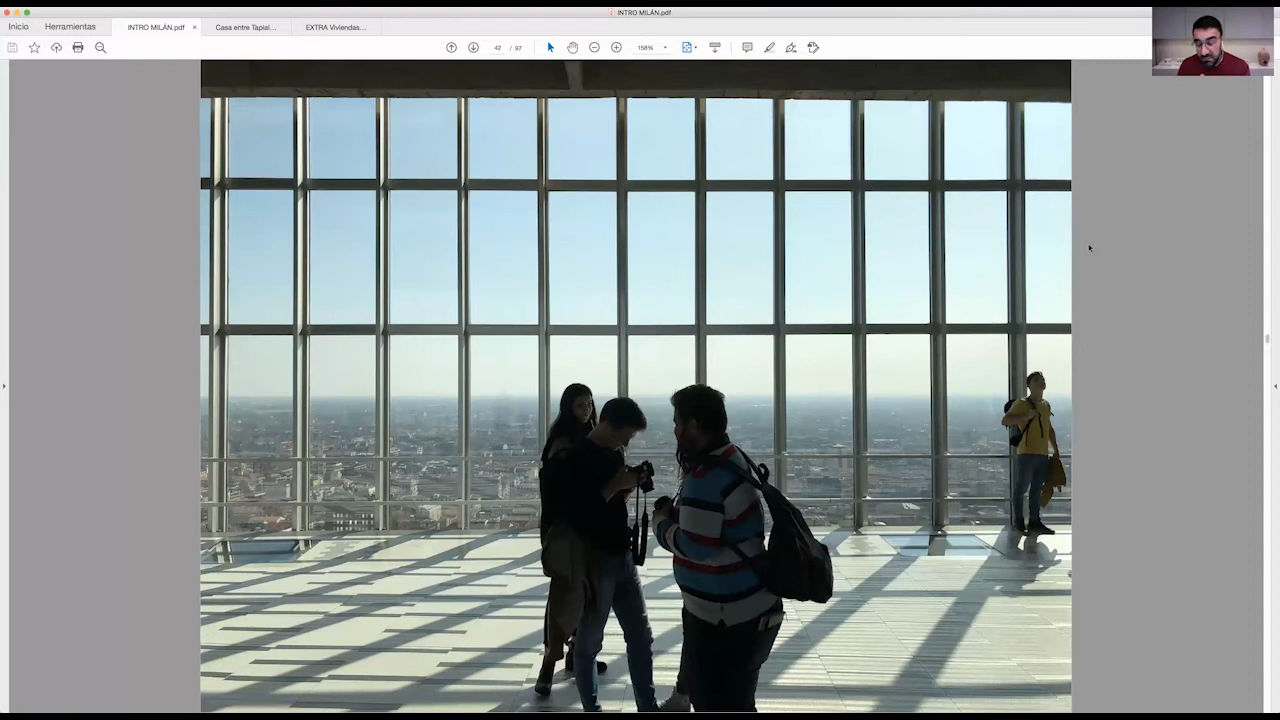 INTRO MILÁN.pdf
Inicio Herramientas INTRO MILÁN.pdf × Casa entre Tapial... EXTRA Viviendas...
42 / 97 158%